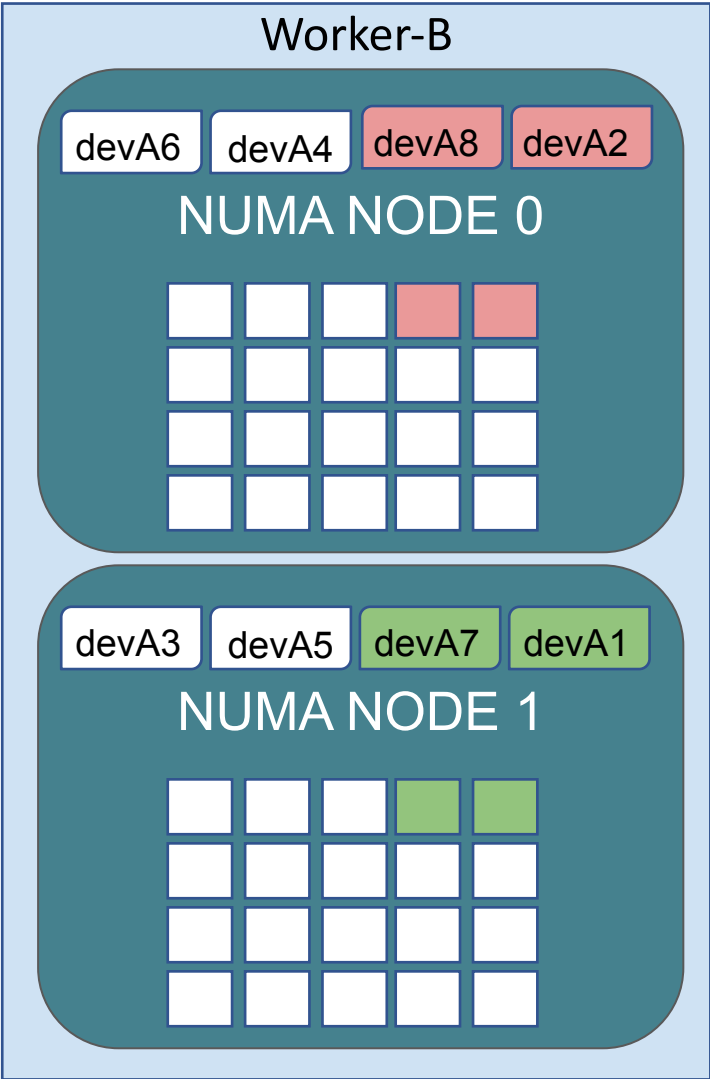 Worker-B
devA6 devA4 devA8 devA2
NUMA NODE 0
devA3 devA5 devA7 devA1
NUMA NODE 1